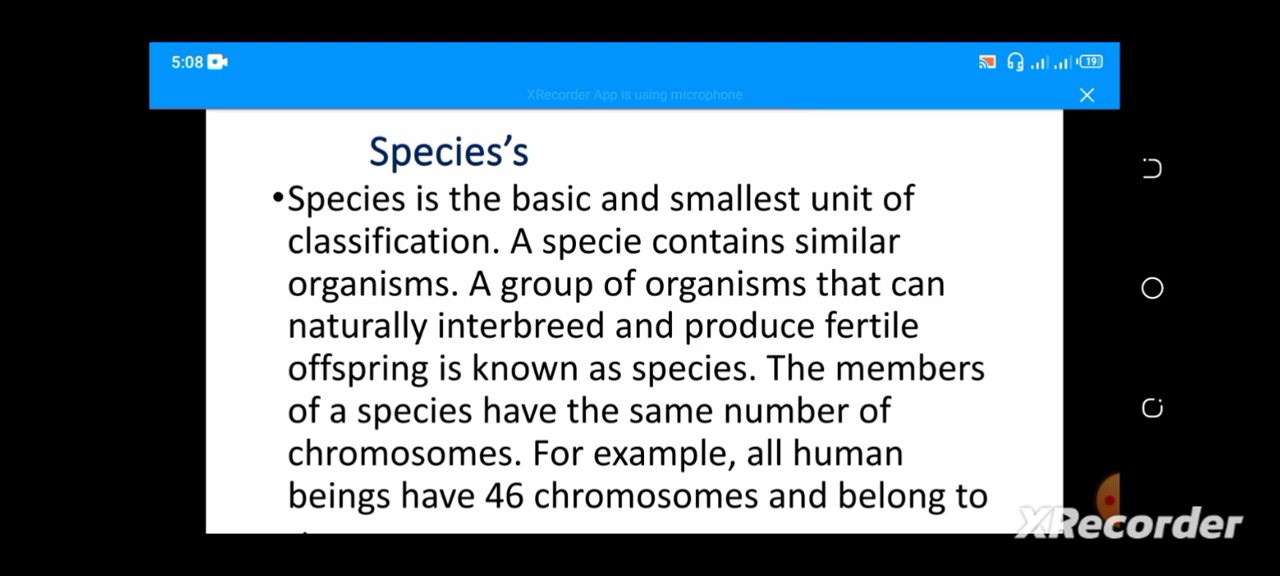 5:08
19
XRecorder App is using microphone
Species’s
•Species is the basic and smallest unit of
classification. A specie contains similar
organisms. A group of organisms that can
naturally interbreed and produce fertile
offspring is known as species. The members
of a species have the same number of
chromosomes. For example, all human
beings have 46 chromosomes and belong to
XRecorder